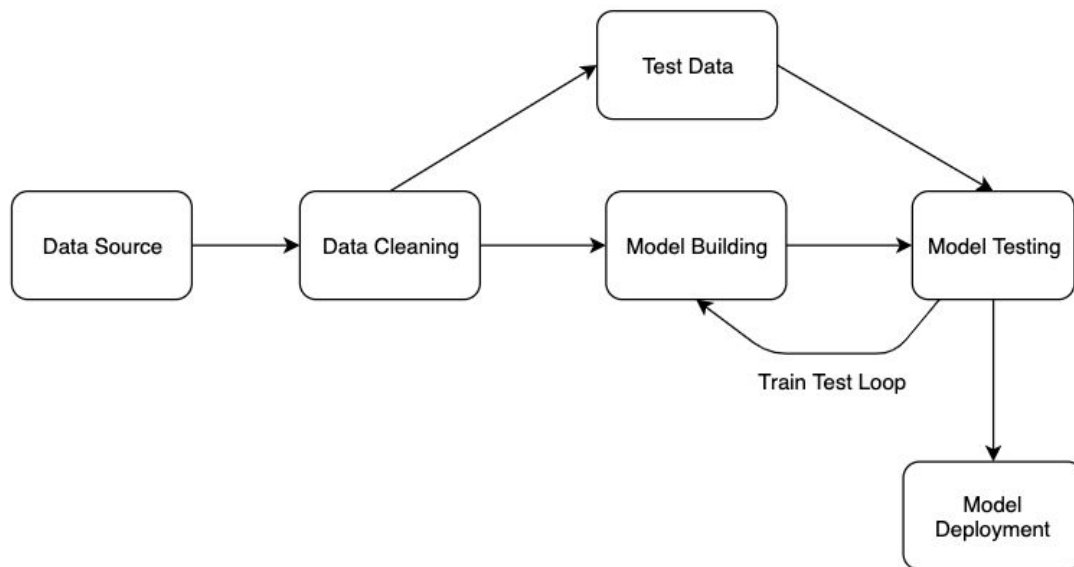 Test Data
Data Source
Data Cleaning
Model Building
Model Testing
Train Test Loop
Model
Deployment